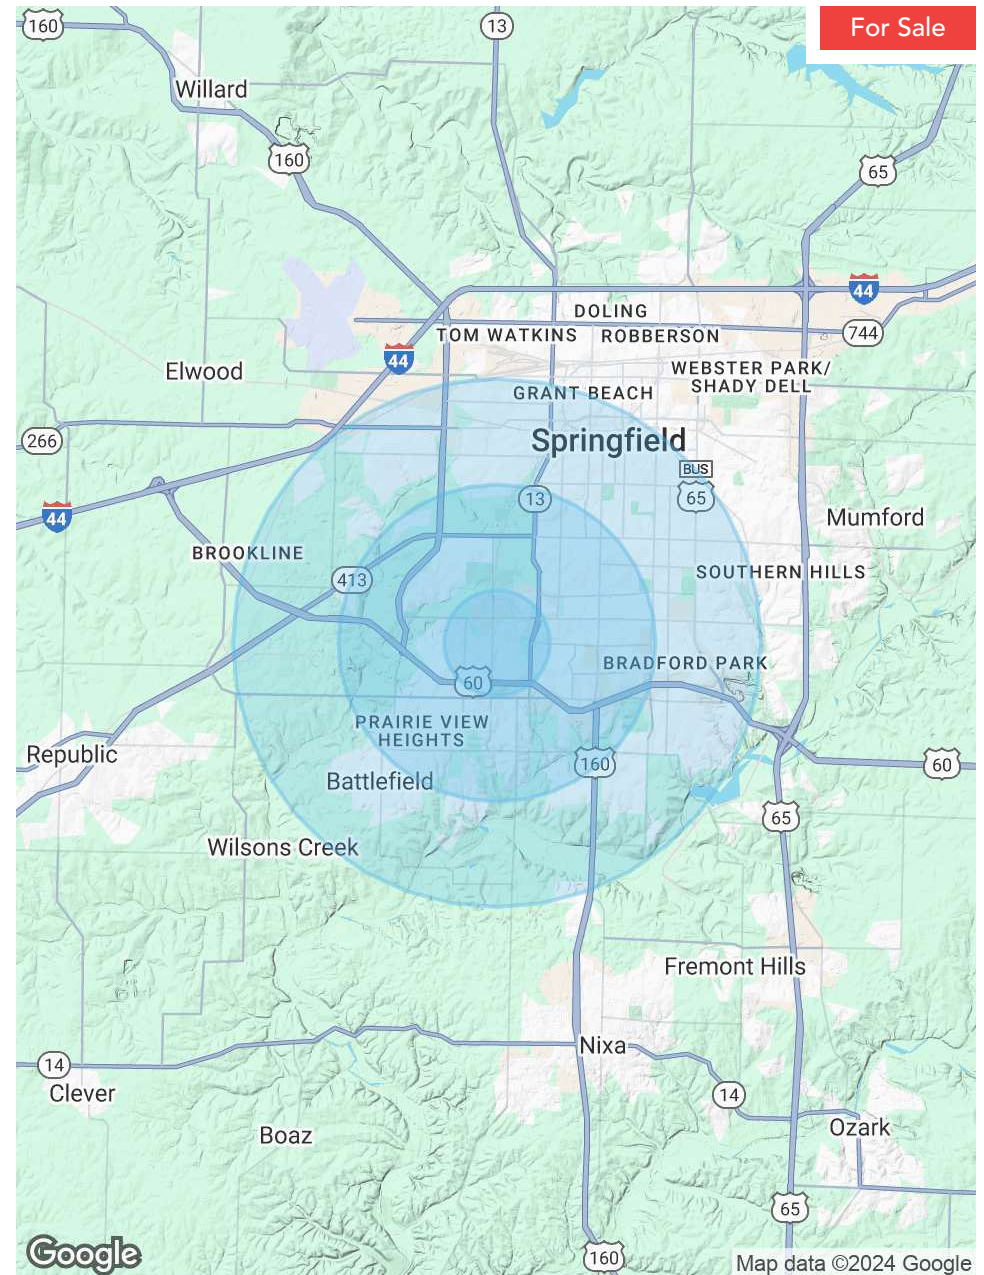 160
13
For Sale
Willard
160
65
44
DOLING
744
TOM WATKINS
ROBBERSON
44
Elwood
WEBSTER PARK/
SHADY DELL
GRANT BEACH
266
Springfield
BUS
65
13
44
Mumford
BROOKLINE
413
SOUTHERN HILLS
BRADFORD PARK
60
PRAIRIE VIEW
HEIGHTS
Republic
160
60
Battlefield
65
Wilsons Creek
Fremont Hills
Nixa
14
Clever
14
Boaz
Ozark
65
Google
160
Map data ©2024 Google